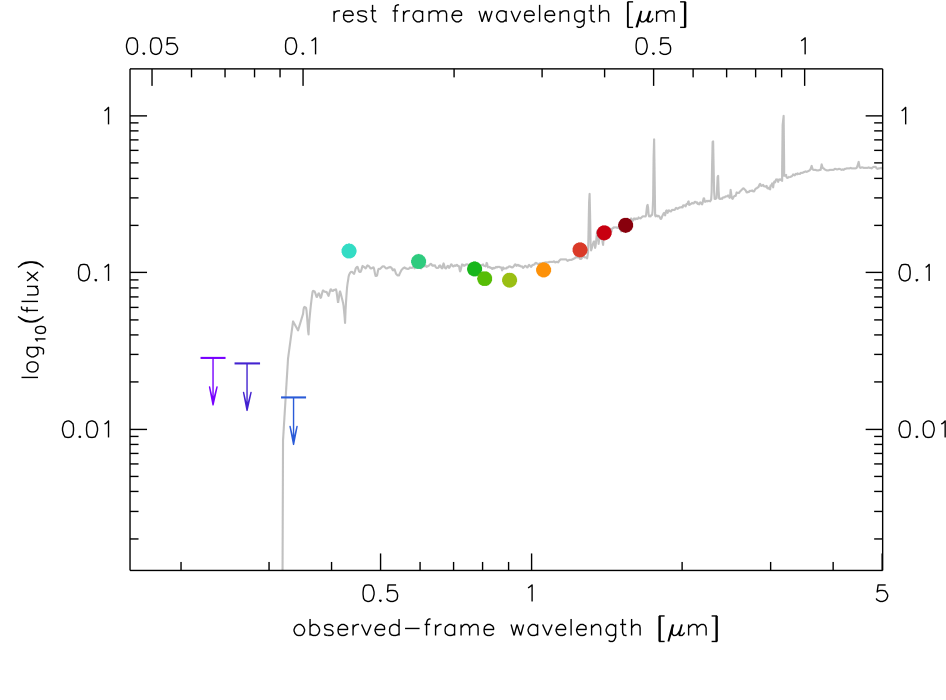 rest frame wavelength [μm]
0.05 0.1 0.5 1
1 1
0.1 0.1
0.01 0.01
log10(flux)
0.5 1 5
observed-frame wavelength [μm]